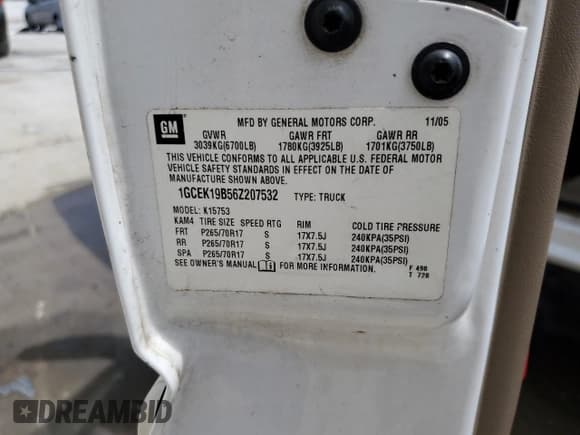 GM
MFD BY GENERAL MOTORS CORP. 11/05
GVWR GAWR FRT GAWR RR
3039KG(6700LB) 1780KG(3925LB) 1701KG(3750LB)
THIS VEHICLE CONFORMS TO ALL APPLICABLE U.S. FEDERAL MOTOR
VEHICLE SAFETY STANDARDS IN EFFECT ON THE DATE OF
MANUFACTURE SHOWN ABOVE.
1GCEK19B56Z207532 TYPE: TRUCK
MODEL: K15753
KAM4 TIRE SIZE SPEED RTG RIM COLD TIRE PRESSURE
FRT P265/70R17 S 17X7.5J 240KPA(35PSI)
RR P265/70R17 S 17X7.5J 240KPA(35PSI)
SPA P265/70R17 S 17X7.5J 240KPA(35PSI)
SEE OWNER'S MANUAL FOR MORE INFORMATION.
F 498
T 728
DREAMBID